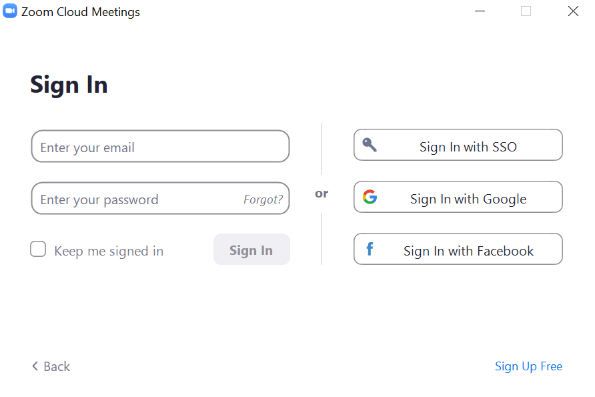 Zoom Cloud Meetings
Sign In
Enter your email
Enter your password Forgot?
Keep me signed in Sign In
or
Sign In with SSO
Sign In with Google
Sign In with Facebook
Back
Sign Up Free